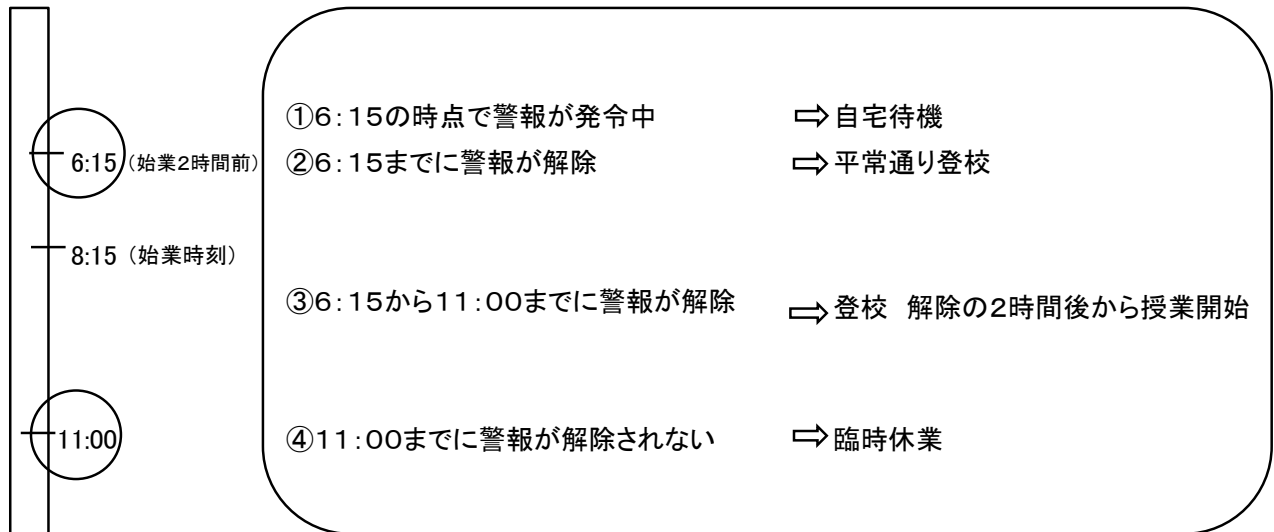 ①6:15の時点で警報が発令中 ⇨自宅待機
6:15(始業2時間前) ②6:15までに警報が解除 ⇨平常通り登校
8:15(始業時刻)
③6:15から11:00までに警報が解除 ⇨登校 解除の2時間後から授業開始
11:00 ④11:00までに警報が解除されない ⇨臨時休業